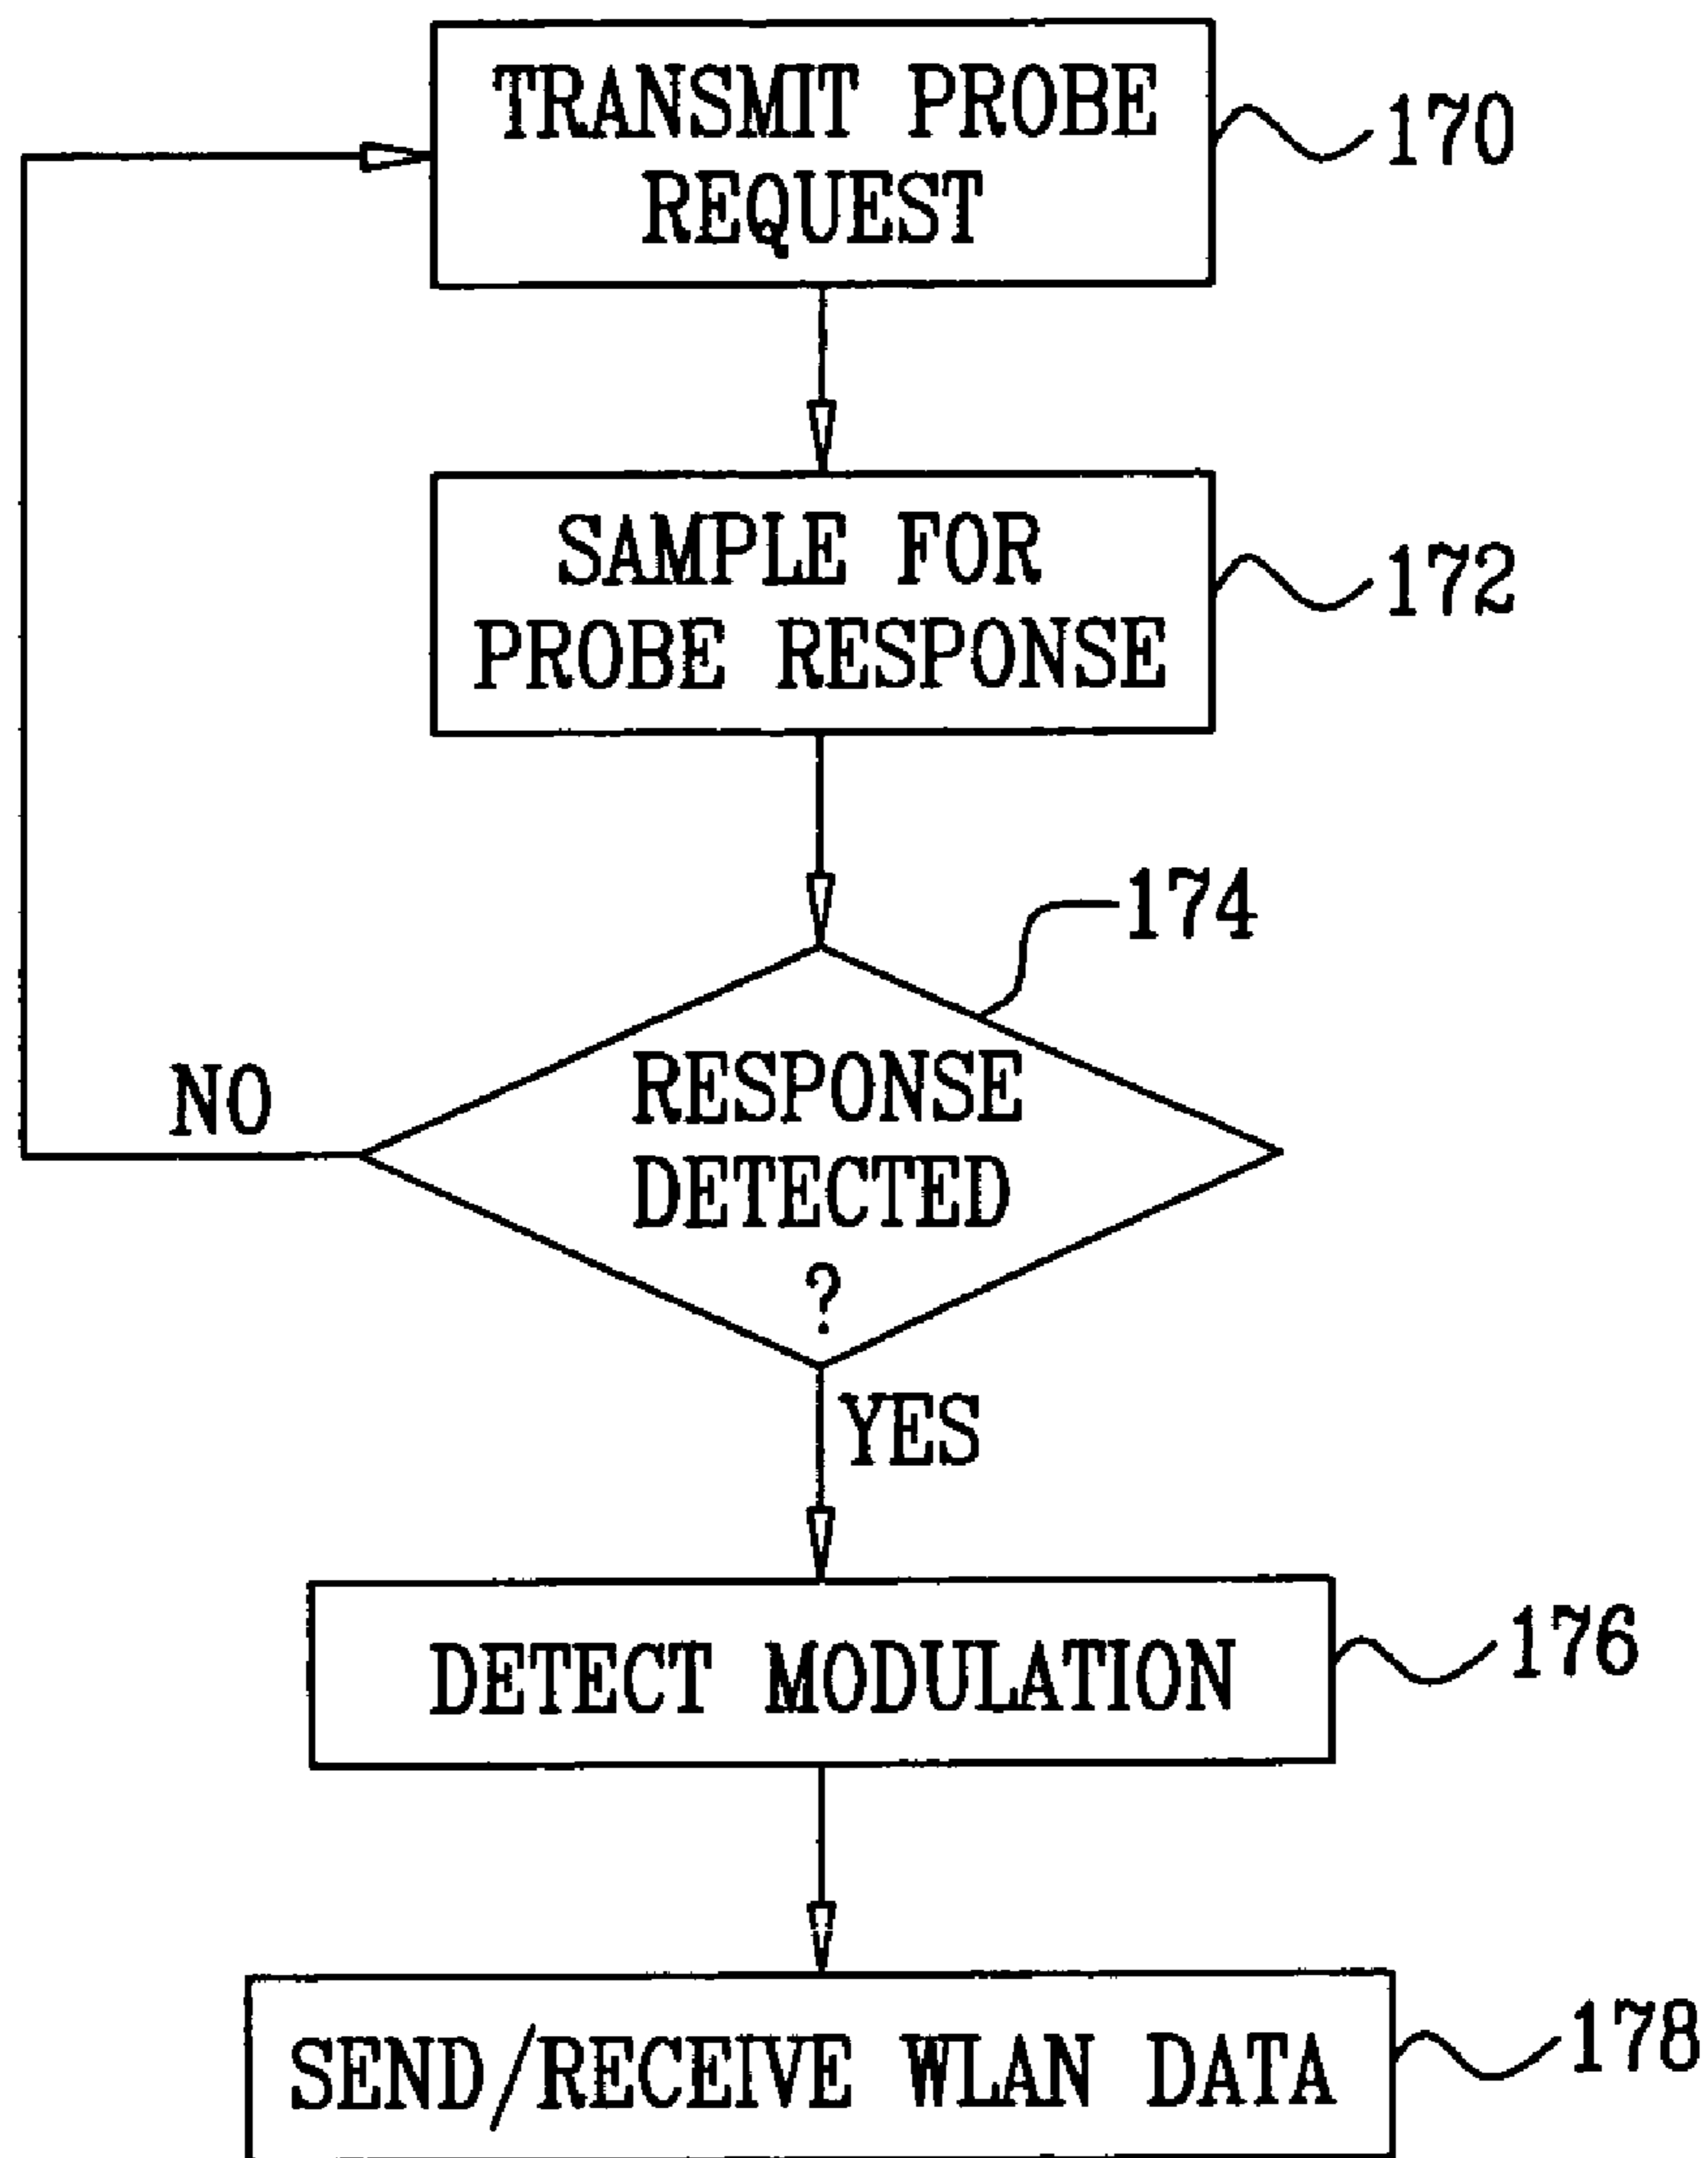 TRANSMIT PROBE
REQUEST
170
SAMPLE FOR
PROBE RESPONSE
172
174
RESPONSE
DETECTED
?
NO
YES
DETECT MODULATION
176
SEND/RECEIVE WLAN DATA
178